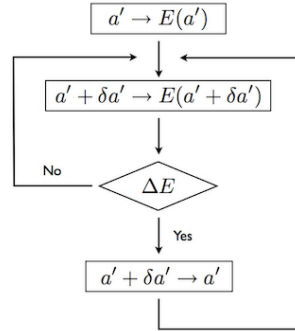 a′ → E(a′)
a′ + δa′ → E(a′ + δa′)
No
ΔE
Yes
a′ + δa′ → a′